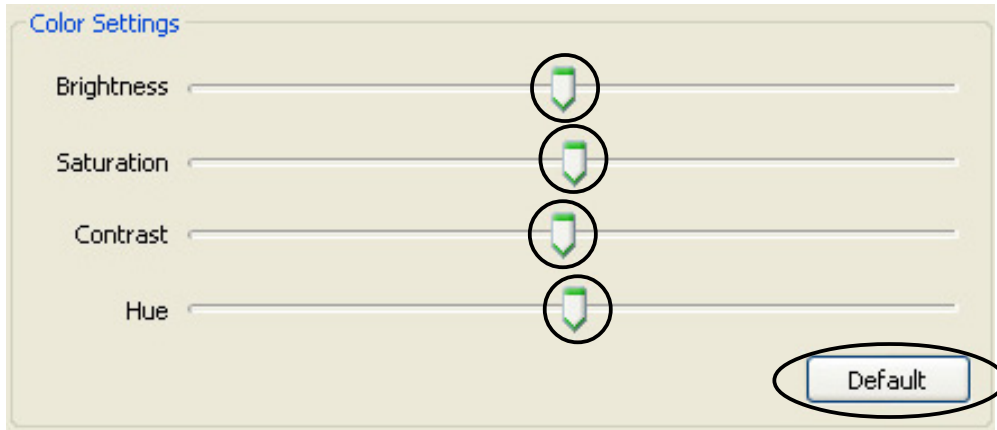 Color Settings
Brightness
Saturation
Contrast
Hue
Default